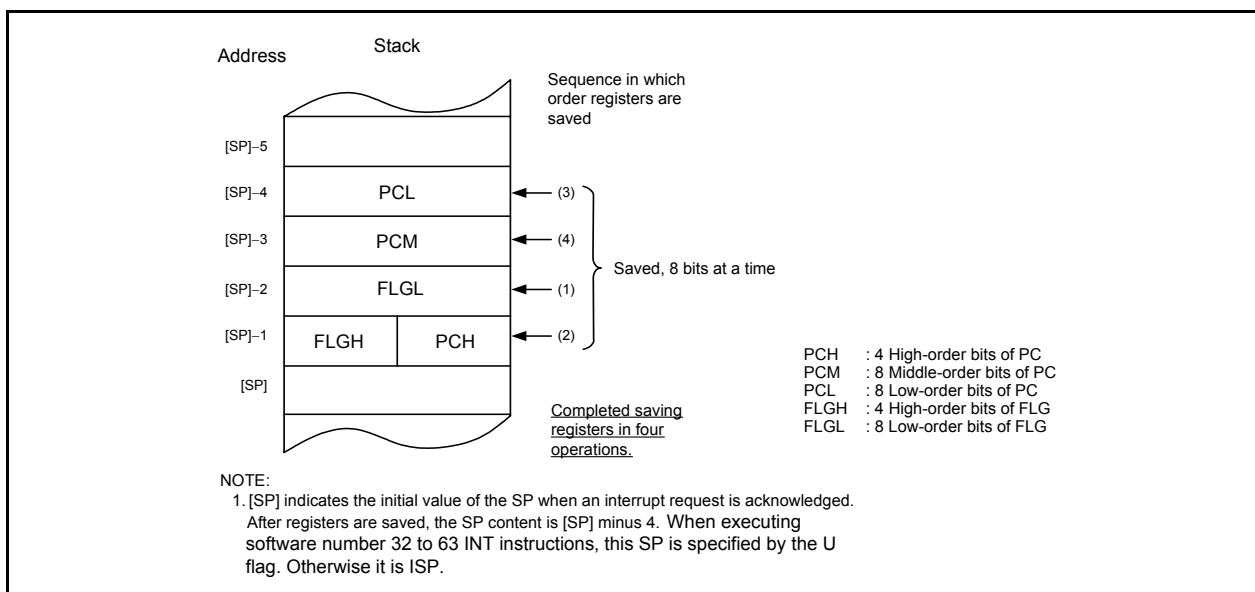 Address
Stack
Sequence in which
order registers are
saved
[SP]−5
[SP]−4
PCL
(3)
[SP]−3
PCM
(4)
Saved, 8 bits at a time
[SP]−2
FLGL
(1)
[SP]−1
FLGH
PCH
(2)
[SP]
PCH : 4 High-order bits of PC
PCM : 8 Middle-order bits of PC
PCL : 8 Low-order bits of PC
FLGH : 4 High-order bits of FLG
FLGL : 8 Low-order bits of FLG
Completed saving
registers in four
operations.
NOTE:
1. [SP] indicates the initial value of the SP when an interrupt request is acknowledged.
After registers are saved, the SP content is [SP] minus 4. When executing
software number 32 to 63 INT instructions, this SP is specified by the U
flag. Otherwise it is ISP.